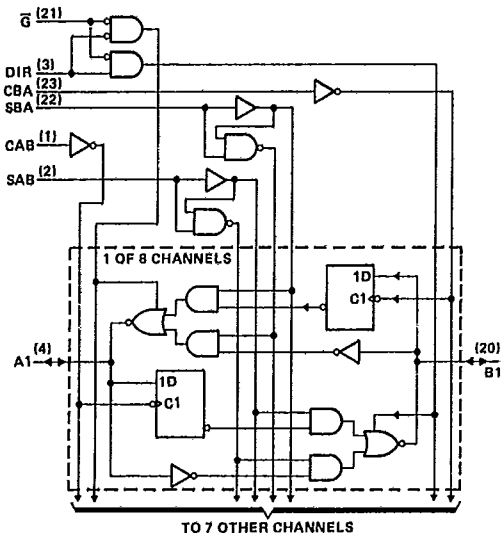 G̅ (21)
DIR (3)
CBA (23)
SBA (22)
CAB (1)
SAB (2)
1 OF 8 CHANNELS
1D
C1
A1 (4)
(20)
B1
1D
C1
TO 7 OTHER CHANNELS